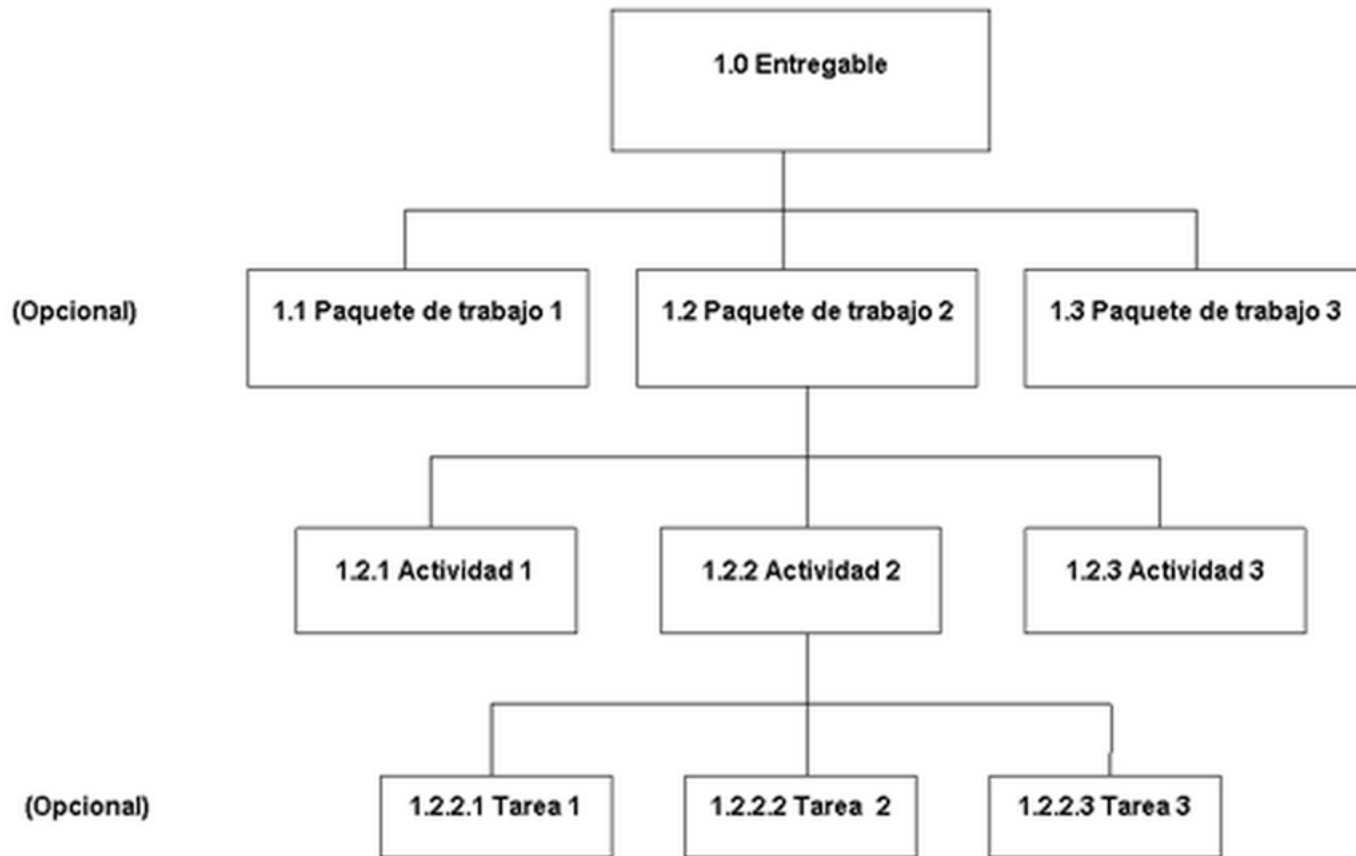 1.0 Entregable
(Opcional)
1.1 Paquete de trabajo 1
1.2 Paquete de trabajo 2
1.3 Paquete de trabajo 3
1.2.1 Actividad 1
1.2.2 Actividad 2
1.2.3 Actividad 3
(Opcional)
1.2.2.1 Tarea 1
1.2.2.2 Tarea 2
1.2.2.3 Tarea 3